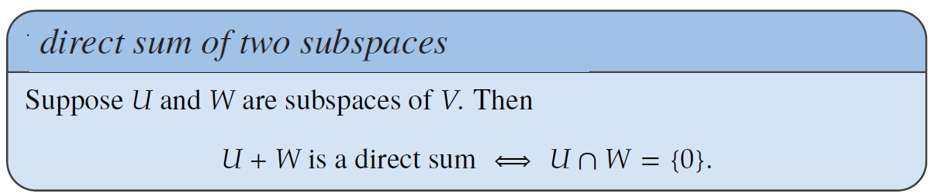 direct sum of two subspaces
Suppose U and W are subspaces of V. Then
U + W is a direct sum ⟺ U ∩ W = {0}.